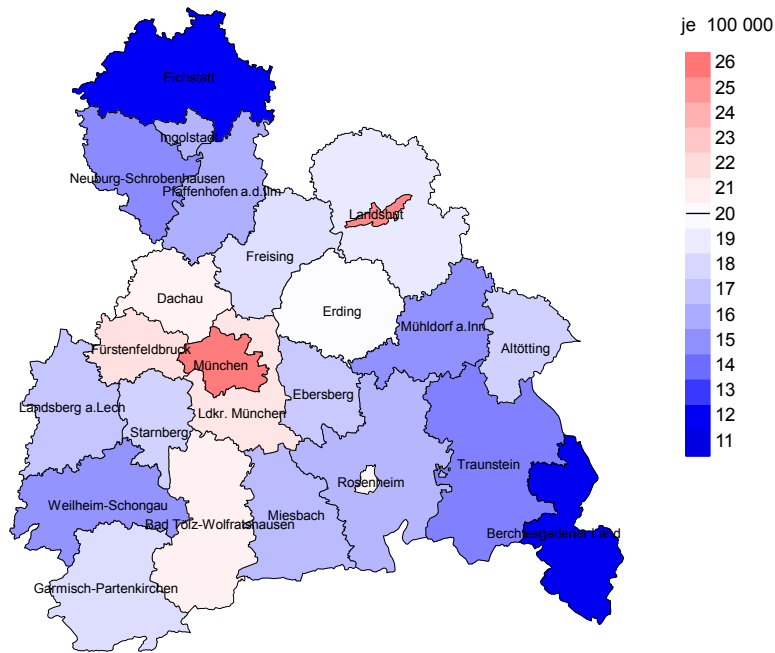 je 100 000
26
25
24
23
22
21
20
19
18
17
16
15
14
13
12
11
Eichstätt
Ingolstadt
Neuburg-Schrobenhausen
Pfaffenhofen a.d.Ilm
Landshut
Freising
Dachau
Erding
Mühldorf a.Inn
Altötting
Fürstenfeldbruck
München
Ebersberg
Landsberg a.Lech
Ldkr. München
Starnberg
Traunstein
Rosenheim
Weilheim-Schongau
Miesbach
Bad Tölz-Wolfratshausen
Berchtesgadener Land
Garmisch-Partenkirchen